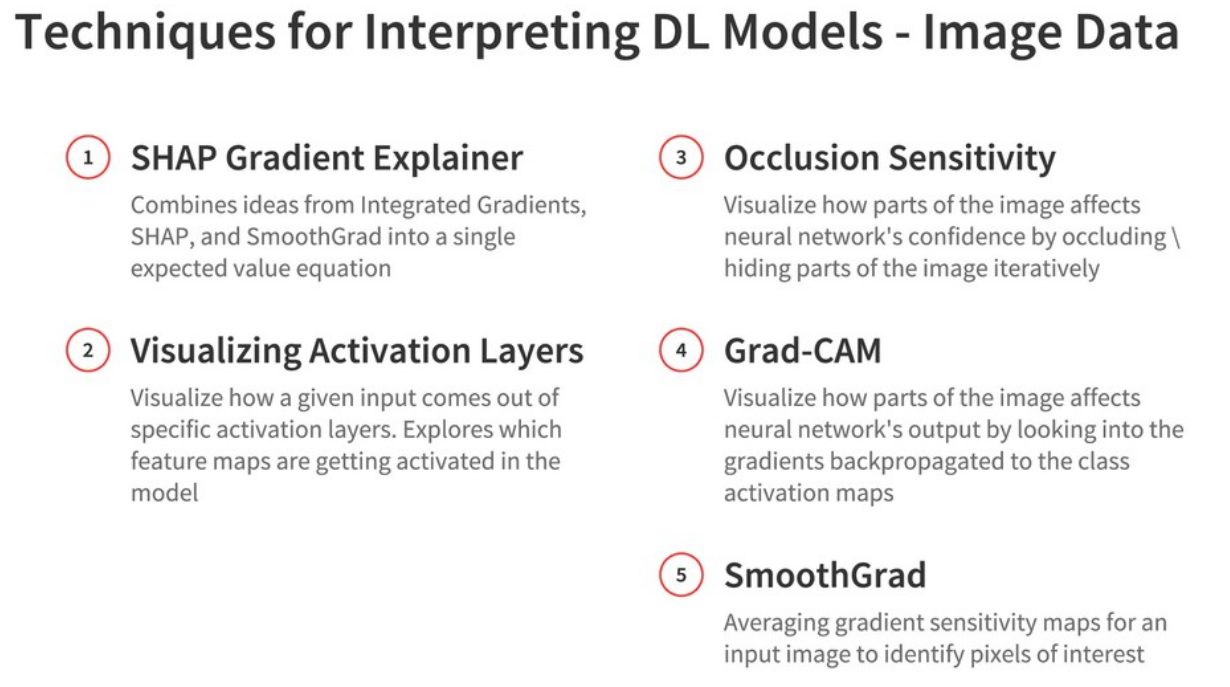 Techniques for Interpreting DL Models - Image Data
1 SHAP Gradient Explainer
Combines ideas from Integrated Gradients,
SHAP, and SmoothGrad into a single
expected value equation
2 Visualizing Activation Layers
Visualize how a given input comes out of
specific activation layers. Explores which
feature maps are getting activated in the
model
3 Occlusion Sensitivity
Visualize how parts of the image affects
neural network's confidence by occluding \
hiding parts of the image iteratively
4 Grad-CAM
Visualize how parts of the image affects
neural network's output by looking into the
gradients backpropagated to the class
activation maps
5 SmoothGrad
Averaging gradient sensitivity maps for an
input image to identify pixels of interest